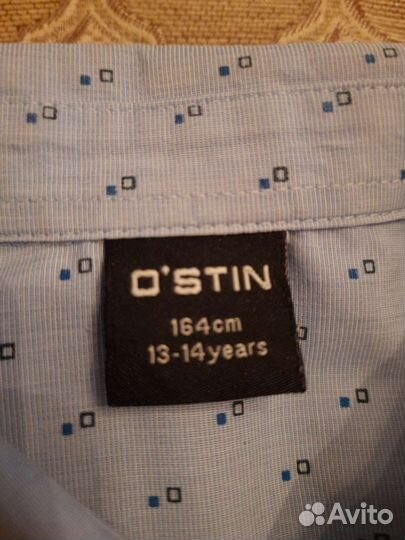 O'STIN
164cm
13-14years
Avito